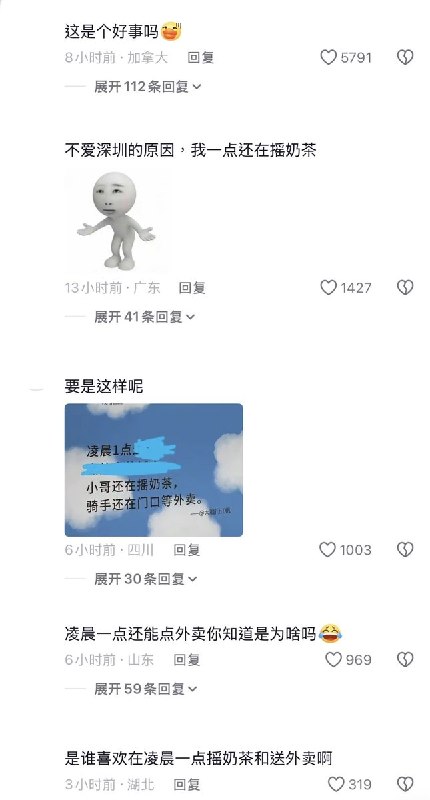 这是个好事吗
8小时前·加拿大 回复 5791
展开112条回复
不爱深圳的原因，我一点还在摇奶茶
13小时前·广东 回复 1427
展开41条回复
要是这样呢
凌晨1点
小哥还在摇奶茶，
骑手还在门口等外卖。
6小时前·四川 回复 1003
展开30条回复
凌晨一点还能点外卖你知道是为啥吗
6小时前·山东 回复 969
展开59条回复
是谁喜欢在凌晨一点摇奶茶和送外卖啊
3小时前·湖北 回复 319